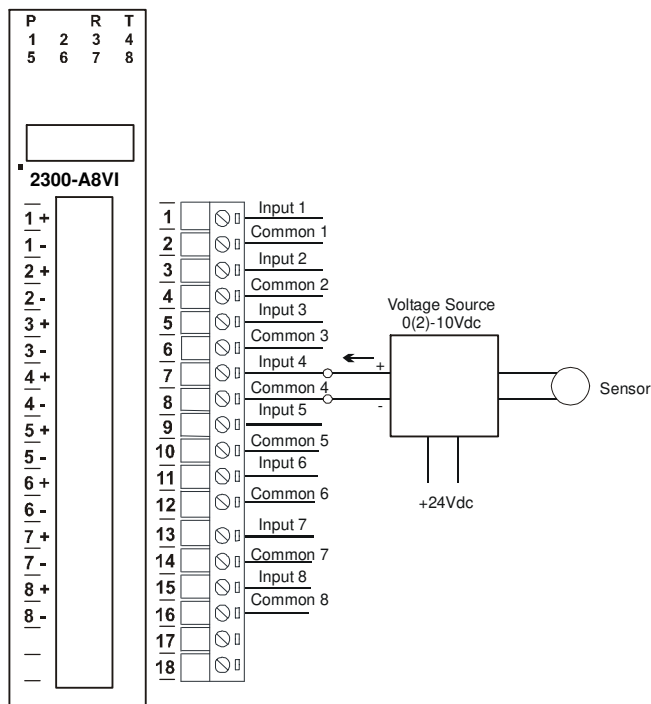 P R T
1 2 3 4
5 6 7 8
2300-A8VI
1 +
1 -
2 +
2 -
3 +
3 -
4 +
4 -
5 +
5 -
6 +
6 -
7 +
7 -
8 +
8 -
1 Input 1
2 Common 1
3 Input 2
4 Common 2
5 Input 3
6 Common 3
7 Input 4
8 Common 4
9 Input 5
10 Common 5
11 Input 6
12 Common 6
13 Input 7
14 Common 7
15 Input 8
16 Common 8
17
18
Voltage Source
0(2)-10Vdc
+
-
+24Vdc
Sensor